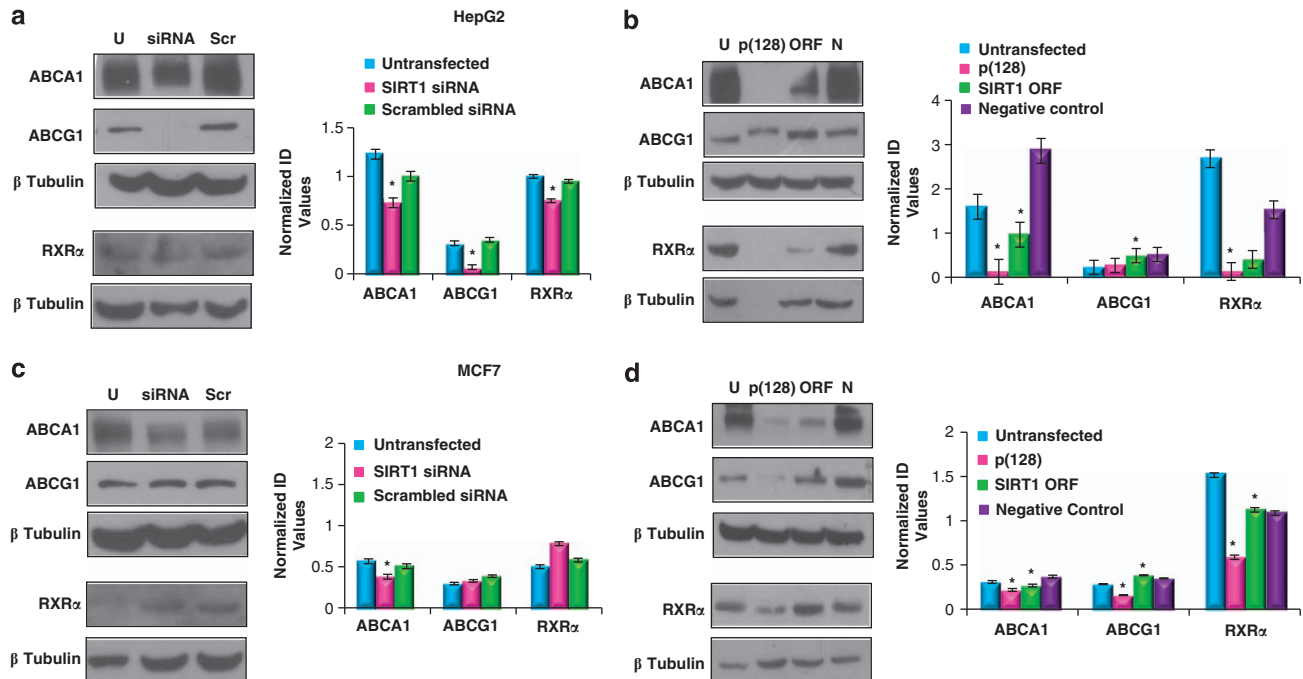 a
HepG2
U siRNA Scr
ABCA1
ABCG1
β Tubulin
RXRα
β Tubulin
Untransfected
SIRT1 siRNA
Scrambled siRNA
Normalized ID
Values
1.5
1
0.5
0
*
*
*
ABCA1 ABCG1 RXRα
b
U p(128) ORF N
ABCA1
ABCG1
β Tubulin
RXRα
β Tubulin
Untransfected
p(128)
SIRT1 ORF
Negative control
Normalized ID
Values
4
3
2
1
0
*
*
*
*
ABCA1 ABCG1 RXRα
c
MCF7
U siRNA Scr
ABCA1
ABCG1
β Tubulin
RXRα
β Tubulin
Untransfected
SIRT1 siRNA
Scrambled siRNA
Normalized ID
Values
2
1.5
1
0.5
0
*
ABCA1 ABCG1 RXRα
d
U p(128) ORF N
ABCA1
ABCG1
β Tubulin
RXRα
β Tubulin
Untransfected
p(128)
SIRT1 ORF
Negative Control
Normalized ID
Values
2
1.5
1
0.5
0
*
*
*
*
*
*
ABCA1 ABCG1 RXRα